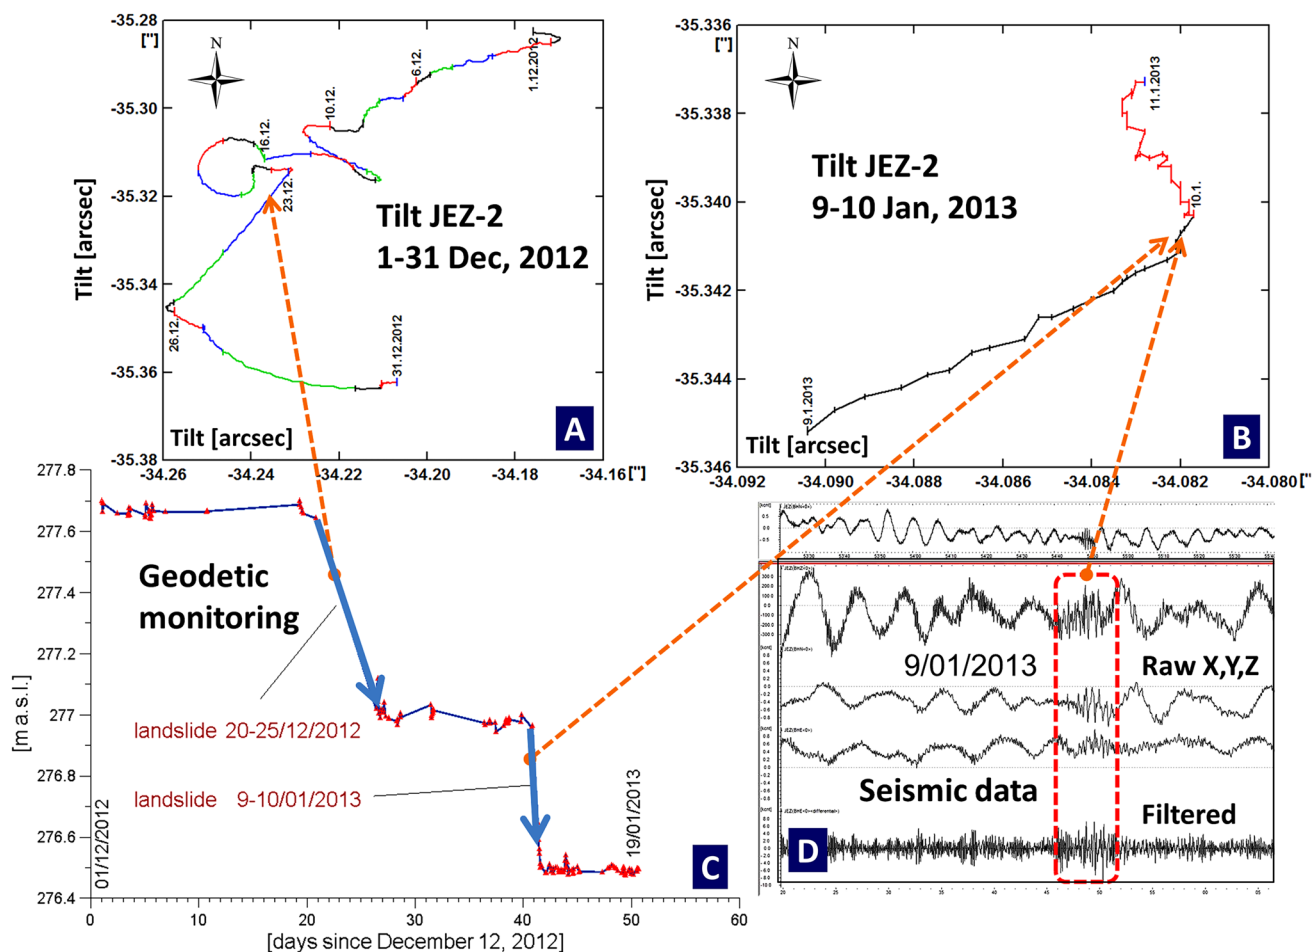 -35.28
["]
-35.30
-35.32
-35.34
-35.36
-35.38
Tilt [arcsec]
N
1.12.2012
6.12.
10.12.
16.12.
23.12.
26.12.
31.12.2012
Tilt JEZ-2
1-31 Dec, 2012
A
Tilt [arcsec]
-34.26
-34.24
-34.22
-34.20
-34.18
-34.16 ["]
-35.336
["]
-35.338
-35.340
-35.342
-35.344
-35.346
Tilt [arcsec]
N
11.1.2013
10.1.
9.1.2013
Tilt JEZ-2
9-10 Jan, 2013
B
Tilt [arcsec]
-34.092
-34.090
-34.088
-34.086
-34.084
-34.082
-34.080 ["
277.8
277.6
277.4
277.2
277
276.8
276.6
276.4
[m a.s.l.]
Geodetic
monitoring
landslide 20-25/12/2012
landslide 9-10/01/2013
01/12/2012
19/01/2013
C
0
10
20
30
40
50
60
[days since December 12, 2012]
9/01/2013
Raw X,Y,Z
Seismic data
Filtered
D